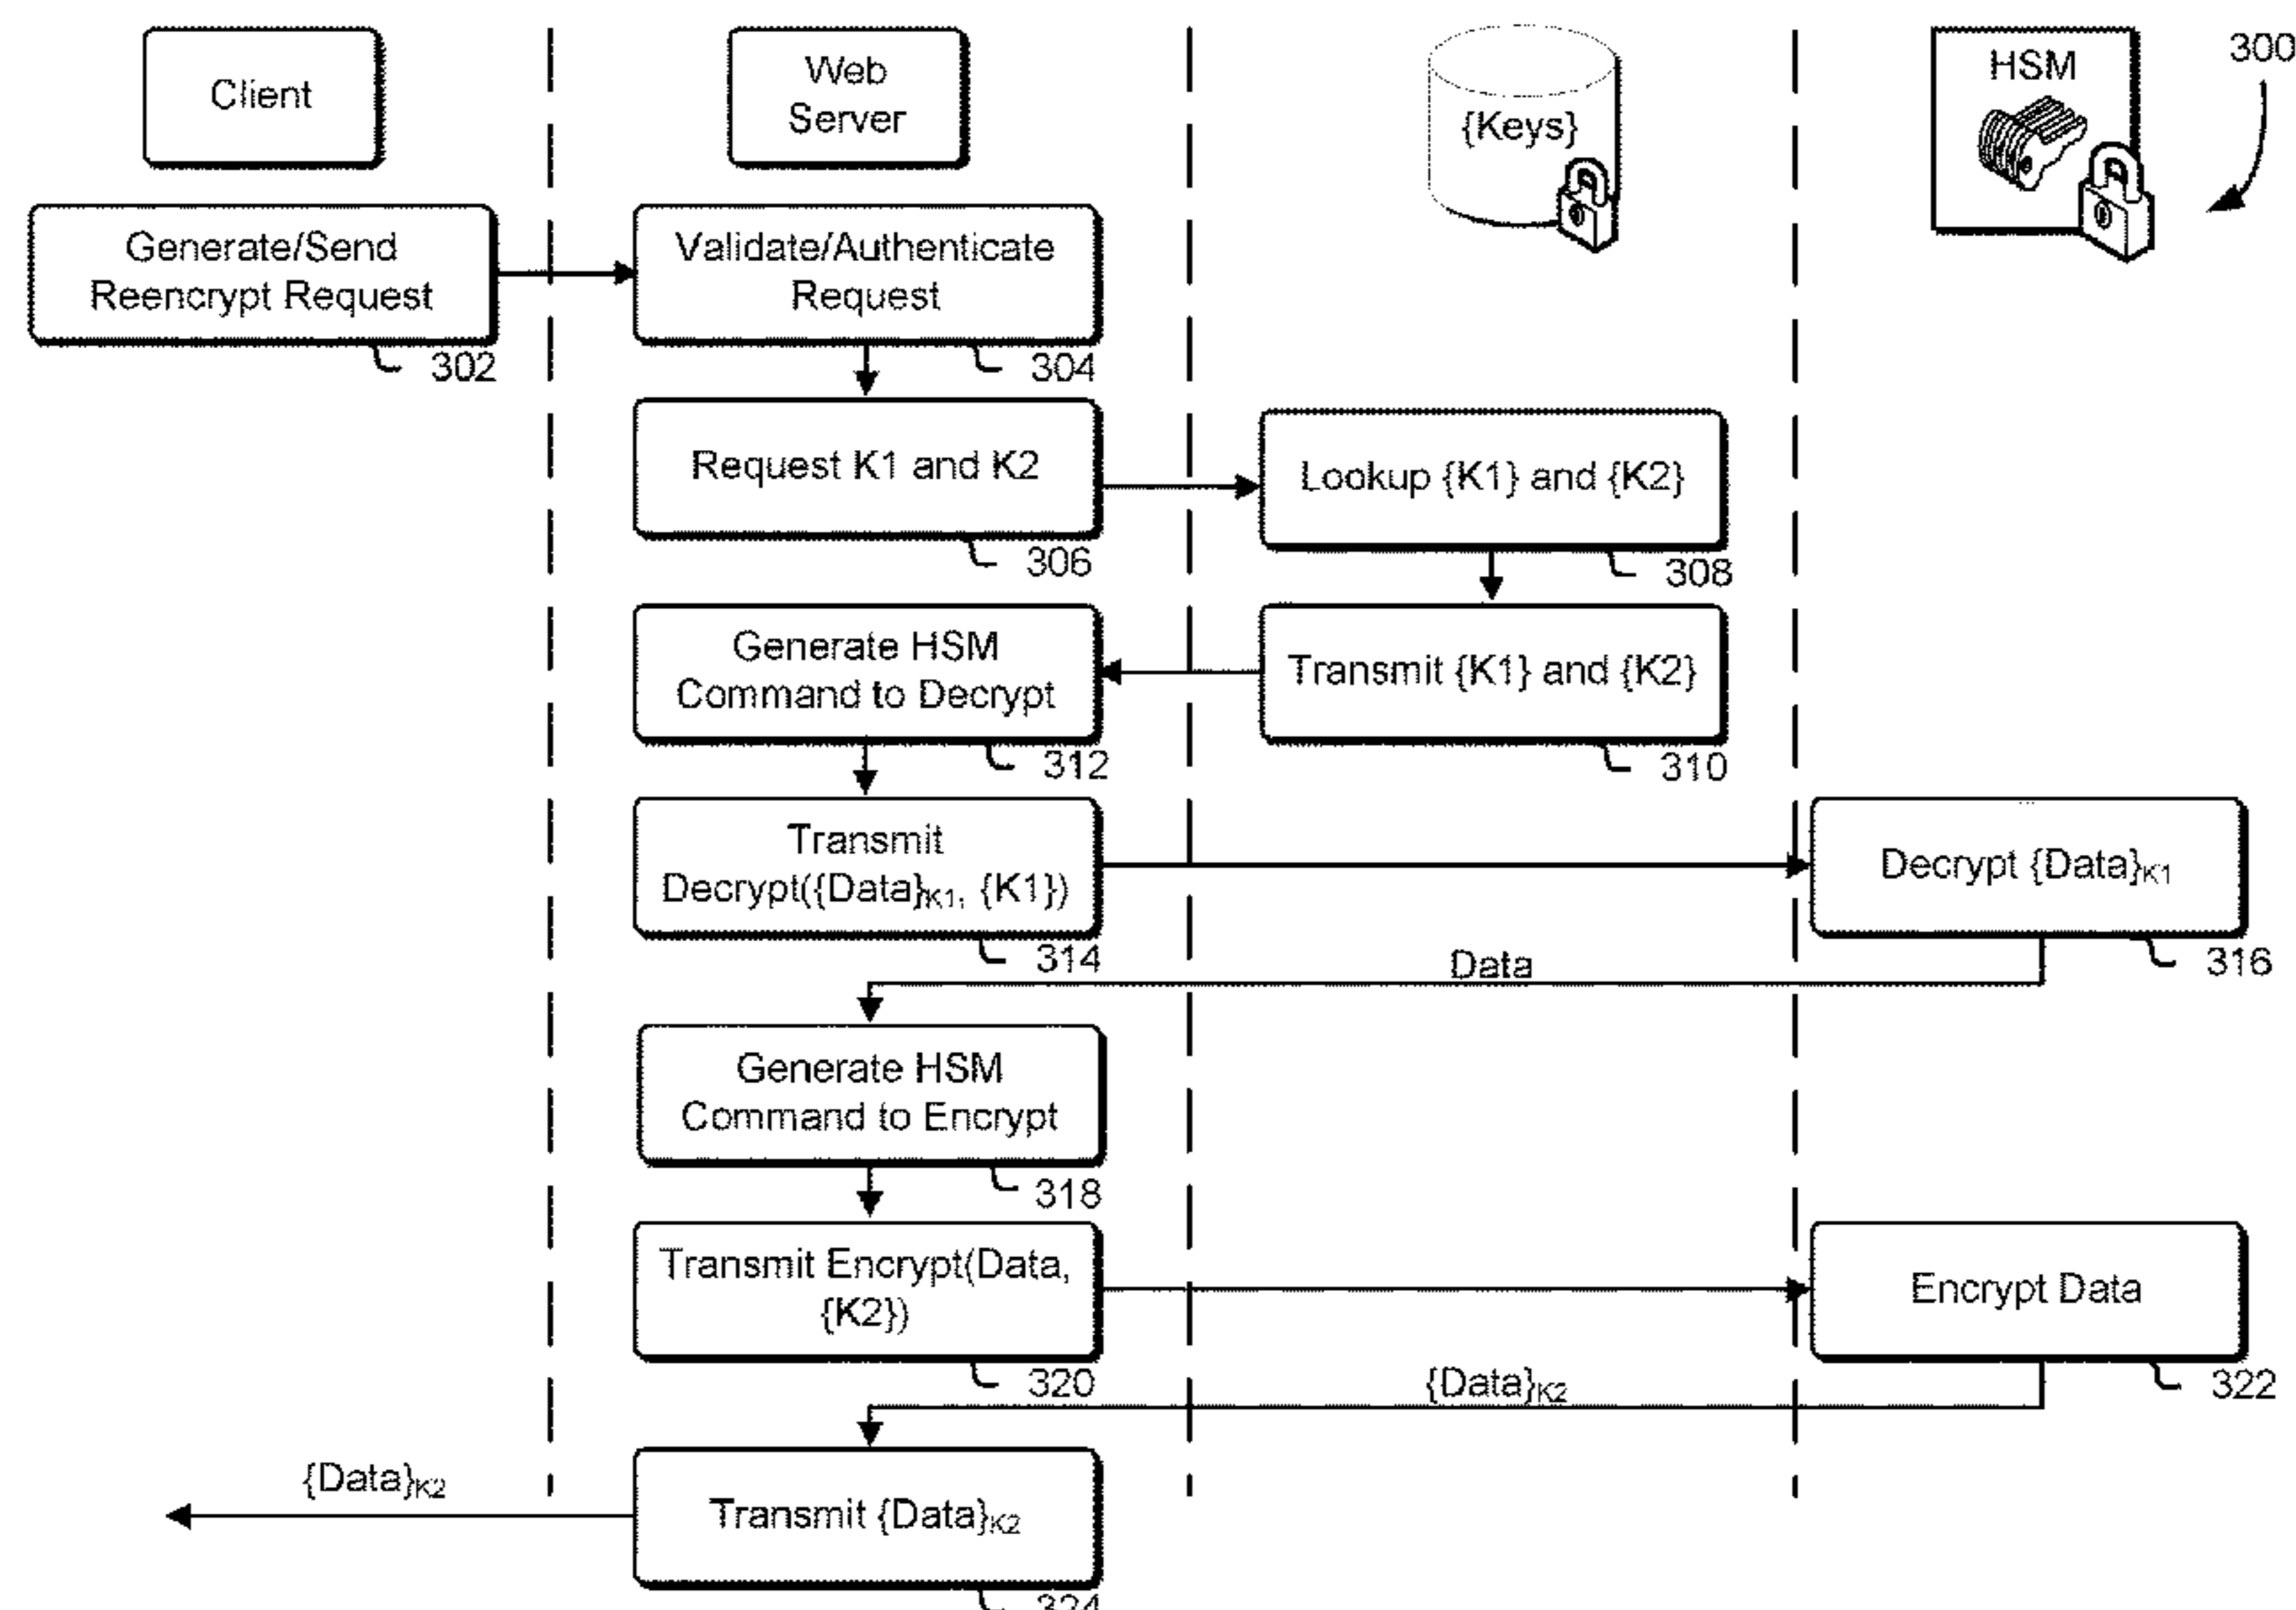 Client
Web
Server
{Keys}
HSM
300
Generate/Send
Reencrypt Request
302
Validate/Authenticate
Request
304
Request K1 and K2
306
Lookup {K1} and {K2}
308
Generate HSM
Command to Decrypt
312
Transmit {K1} and {K2}
310
Transmit
Decrypt({Data}K1, {K1})
314
Decrypt {Data}K1
316
Data
Generate HSM
Command to Encrypt
318
Transmit Encrypt(Data,
{K2})
320
Encrypt Data
322
{Data}K2
{Data}K2
Transmit {Data}K2
324